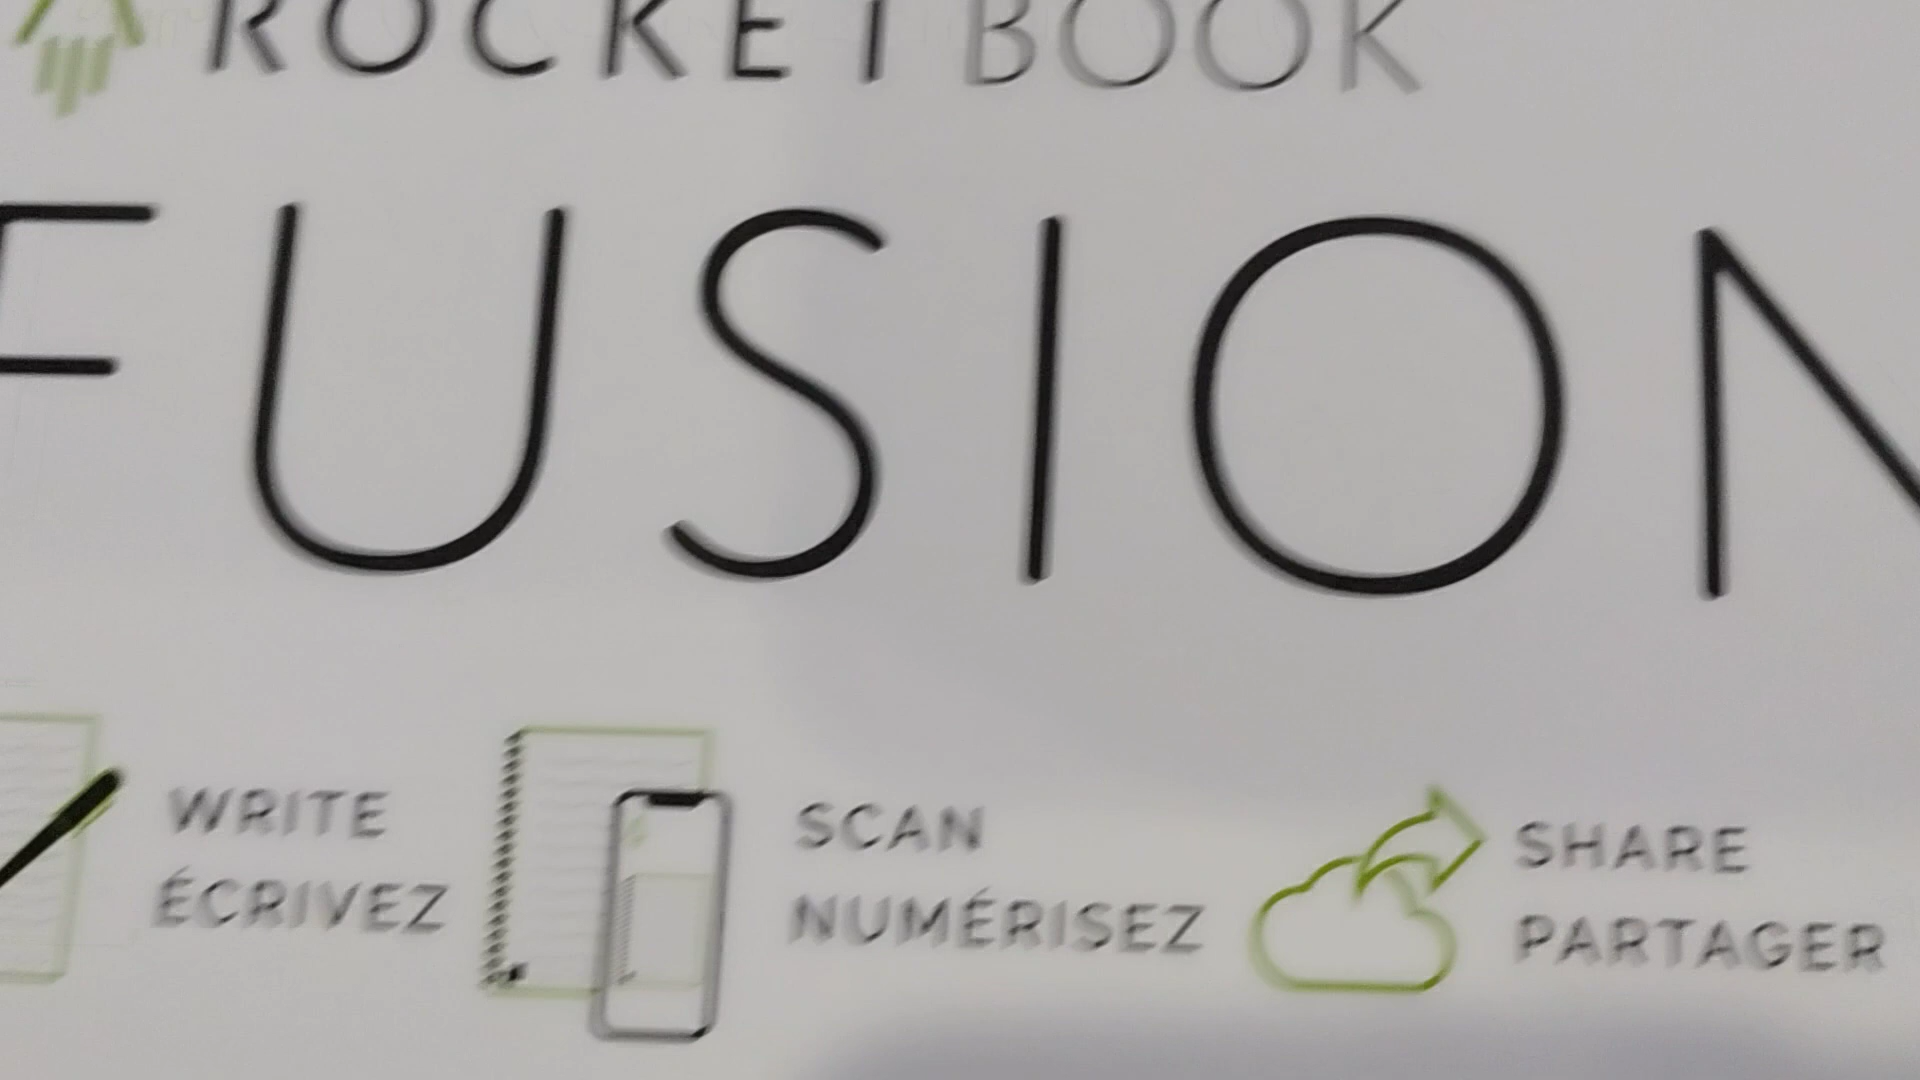 ROCKETBOOK
FUSION
WRITE
ÉCRIVEZ
SCAN
NUMÉRISEZ
SHARE
PARTAGER